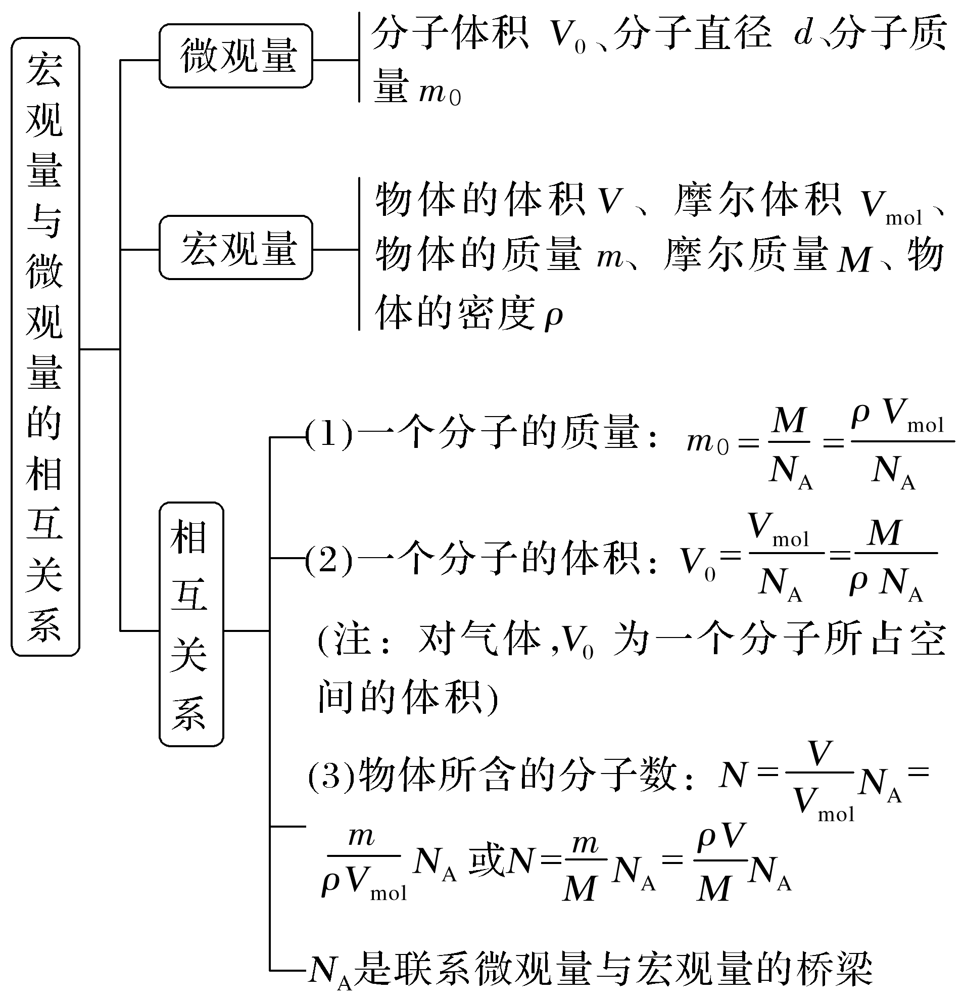 宏观量与微观量的相互关系
微观量
分子体积 V₀、分子直径 d、分子质
量m₀
宏观量
物体的体积V、摩尔体积 Vmol、
物体的质量 m、摩尔质量M、物
体的密度ρ
相互关系
(1)一个分子的质量：m₀=M/NA=ρVmol/NA
(2)一个分子的体积：V₀=Vmol/NA=M/ρNA
(注：对气体,V₀ 为一个分子所占空
间的体积)
(3)物体所含的分子数：N=V/Vmol NA=
m/ρVmol NA 或N=m/M NA=ρV/M NA
NA是联系微观量与宏观量的桥梁